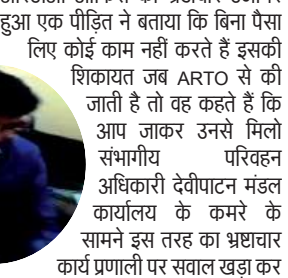 हुआ एक पीड़ित ने बताया कि बिना पैसा
लिए कोई काम नहीं करते हैं इसकी
शिकायत जब ARTO से की
जाती है तो वह कहते हैं कि
आप जाकर उनसे मिलो
संभागीय परिवहन
अधिकारी देवीपाटन मंडल
कार्यालय के कमरे के
सामने इस तरह का भ्रष्टाचार
कार्य प्रणाली पर सवाल खड़ा कर